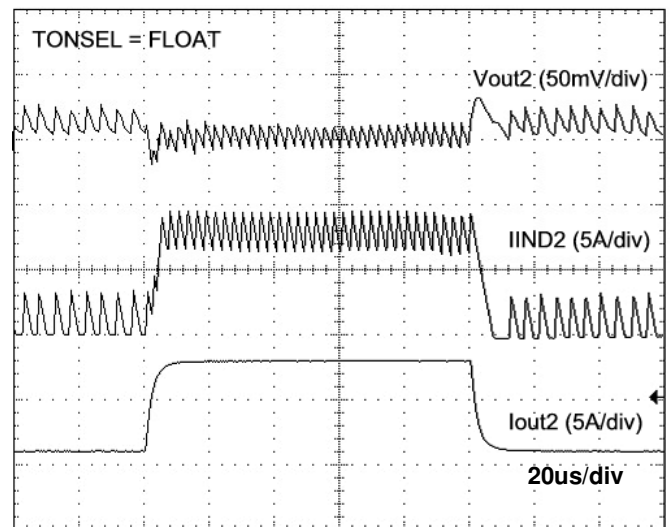 TONSEL = FLOAT
Vout2 (50mV/div)
IIND2 (5A/div)
Iout2 (5A/div)
20us/div